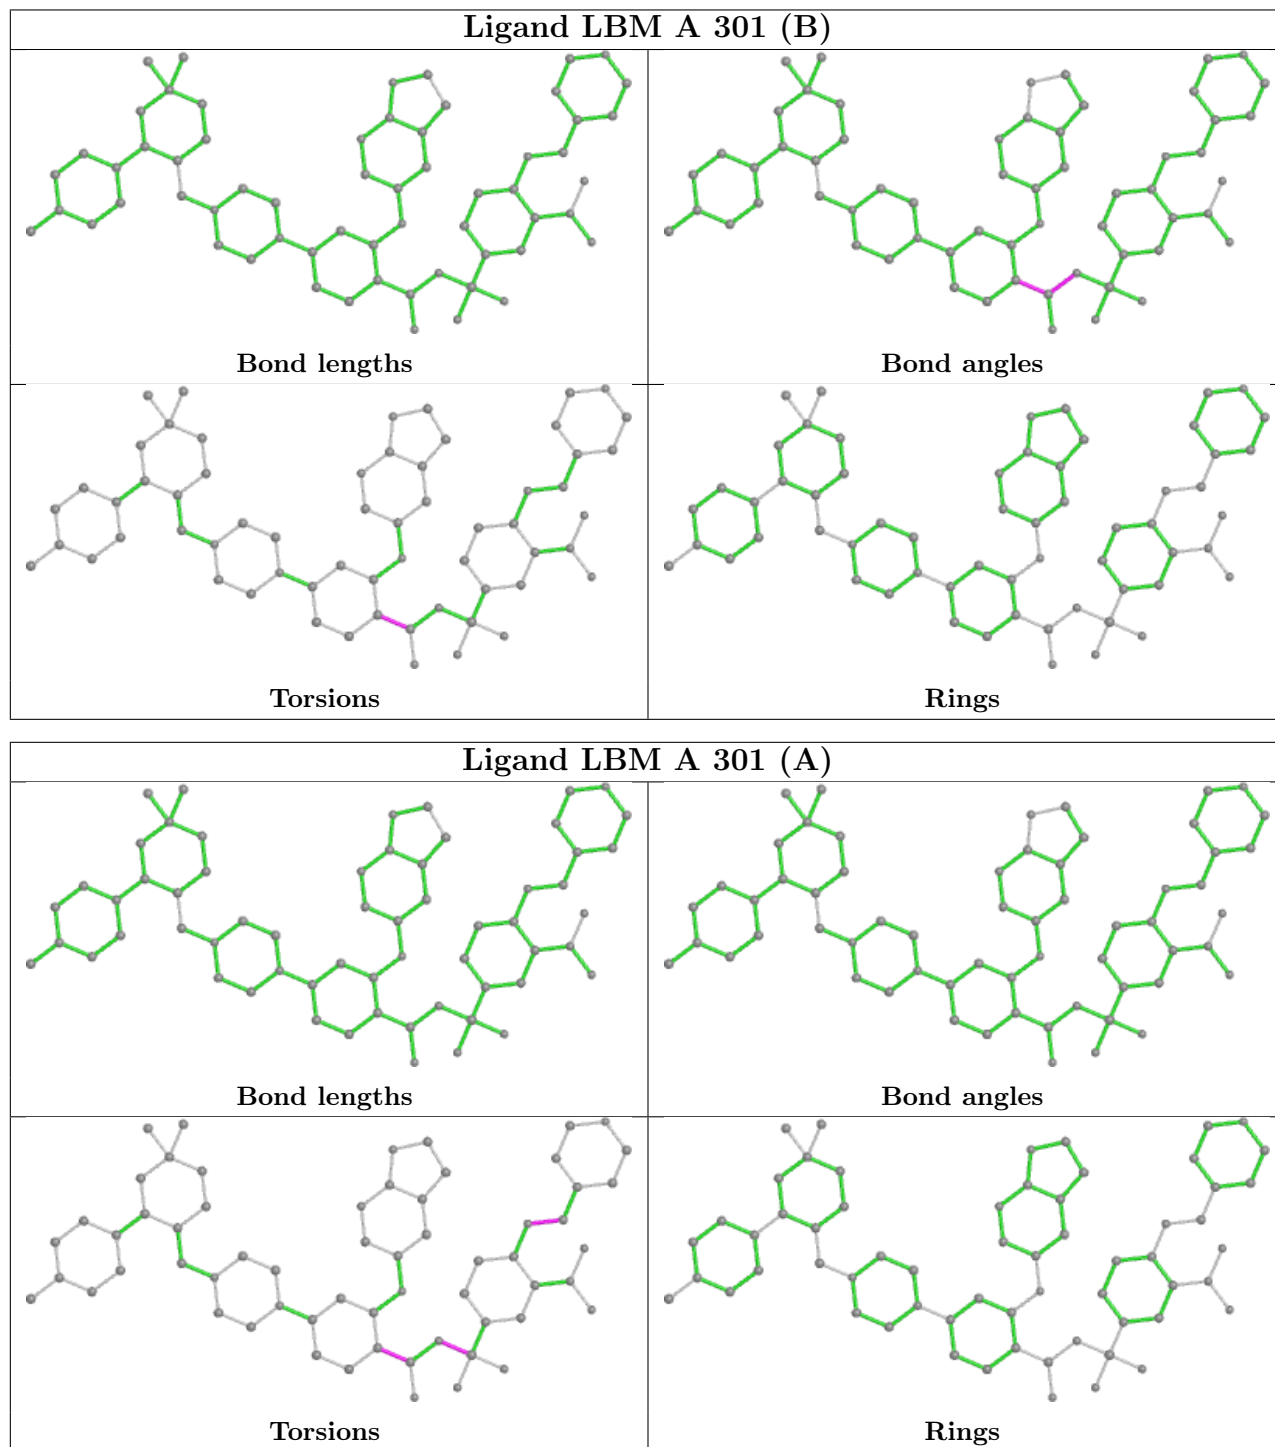 Ligand LBM A 301 (B)
Bond lengths
Bond angles
Torsions
Rings
Ligand LBM A 301 (A)
Bond lengths
Bond angles
Torsions
Rings